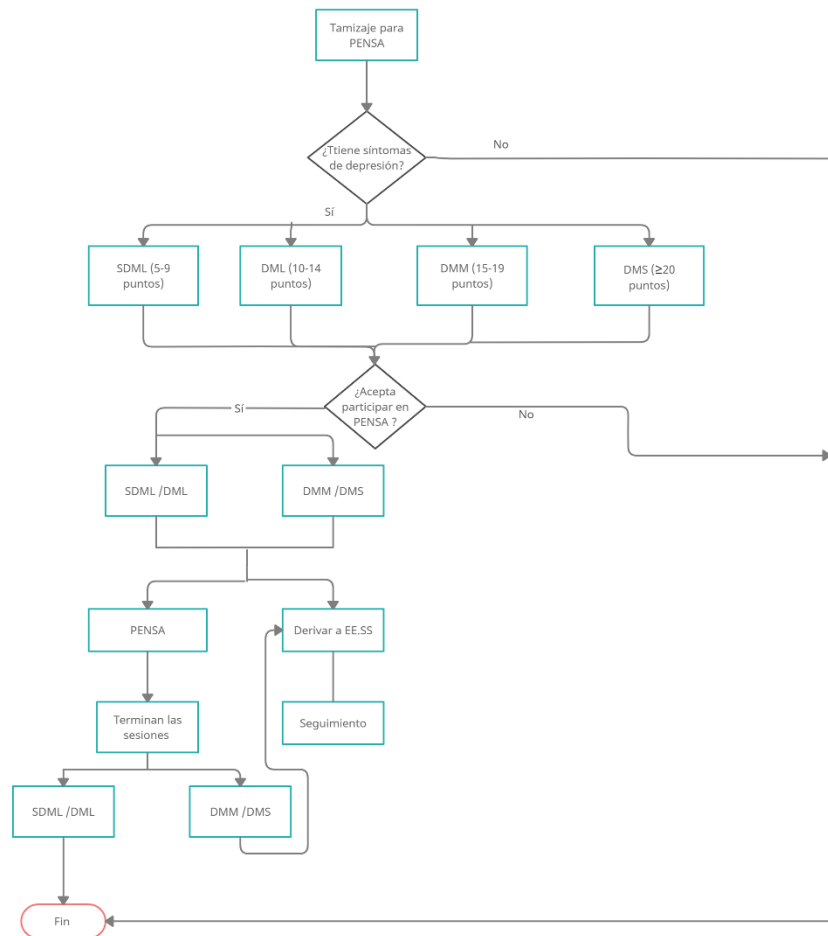 Tamizaje para
PENSA
¿Ttiene síntomas
de depresión?
No
Sí
SDML (5-9
puntos)
DML (10-14
puntos)
DMM (15-19
puntos)
DMS (≥20
puntos)
¿Acepta
participar en
PENSA ?
Sí
No
SDML /DML
DMM /DMS
PENSA
Derivar a EE.SS
Terminan las
sesiones
Seguimiento
SDML /DML
DMM /DMS
Fin